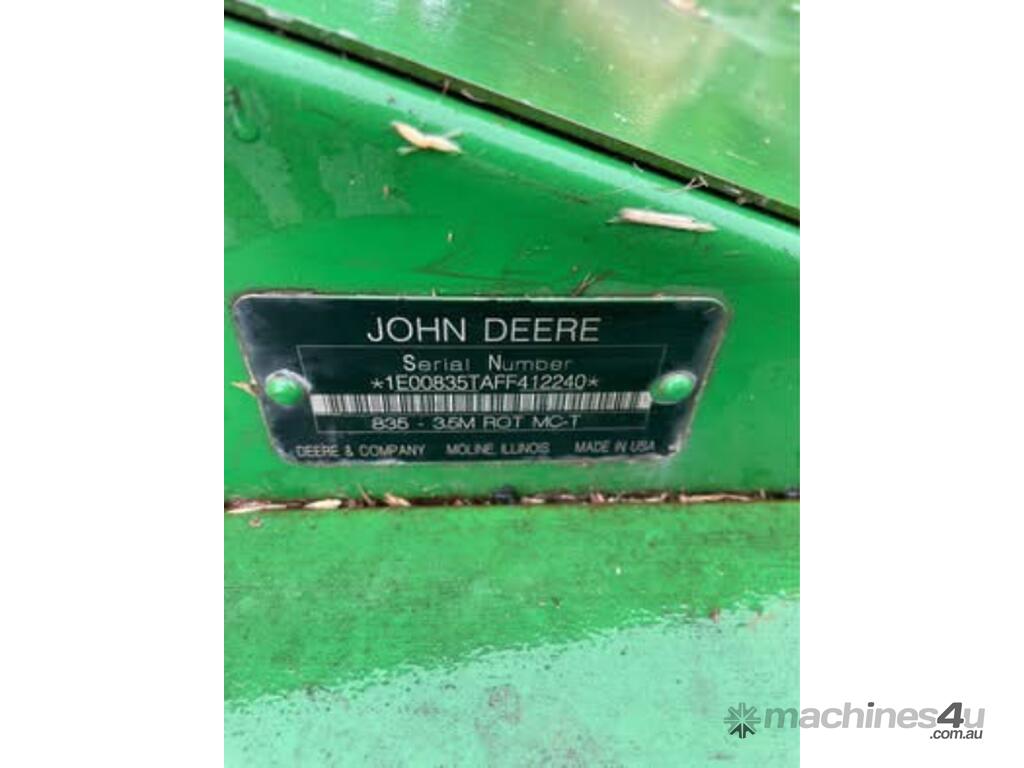 JOHN DEERE
Serial Number
*1E00835TAFF412240*
835 - 3.5M ROT MC-T
DEERE & COMPANY MOLINE, ILLINOIS MADE IN USA
machines4u
.com.au